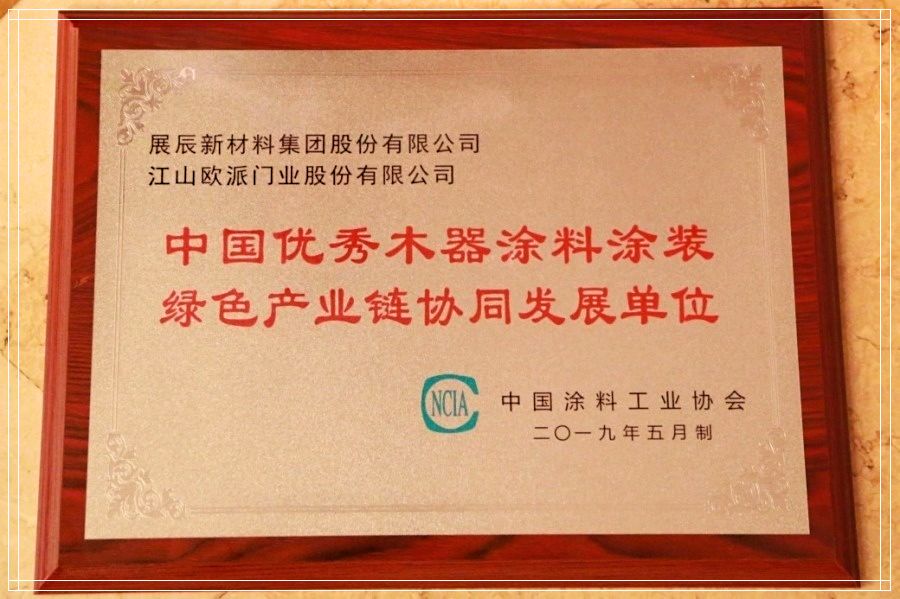 展辰新材料集团股份有限公司
江山欧派门业股份有限公司
中国优秀木器涂料涂装
绿色产业链协同发展单位
NCIA
中国涂料工业协会
二〇一九年五月制